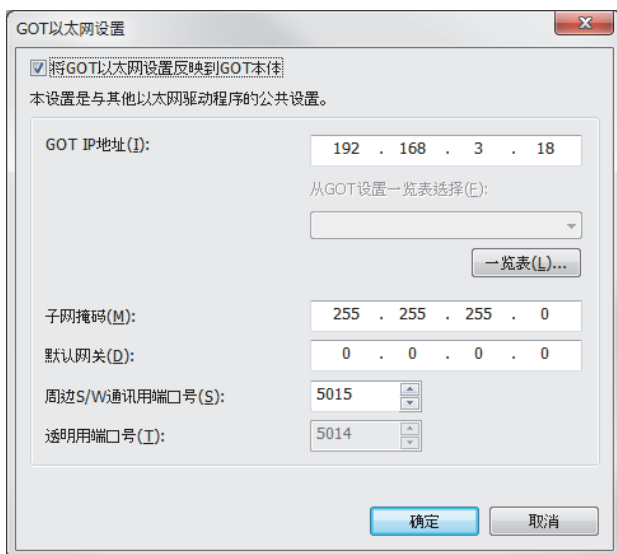 GOT以太网设置
将GOT以太网设置反映到GOT本体
本设置是与其他以太网驱动程序的公共设置。
GOT IP地址(I): 192 . 168 . 3 . 18
从GOT设置一览表选择(F):
一览表(L)...
子网掩码(M): 255 . 255 . 255 . 0
默认网关(D): 0 . 0 . 0 . 0
周边S/W通讯用端口号(S): 5015
透明用端口号(T): 5014
确定 取消